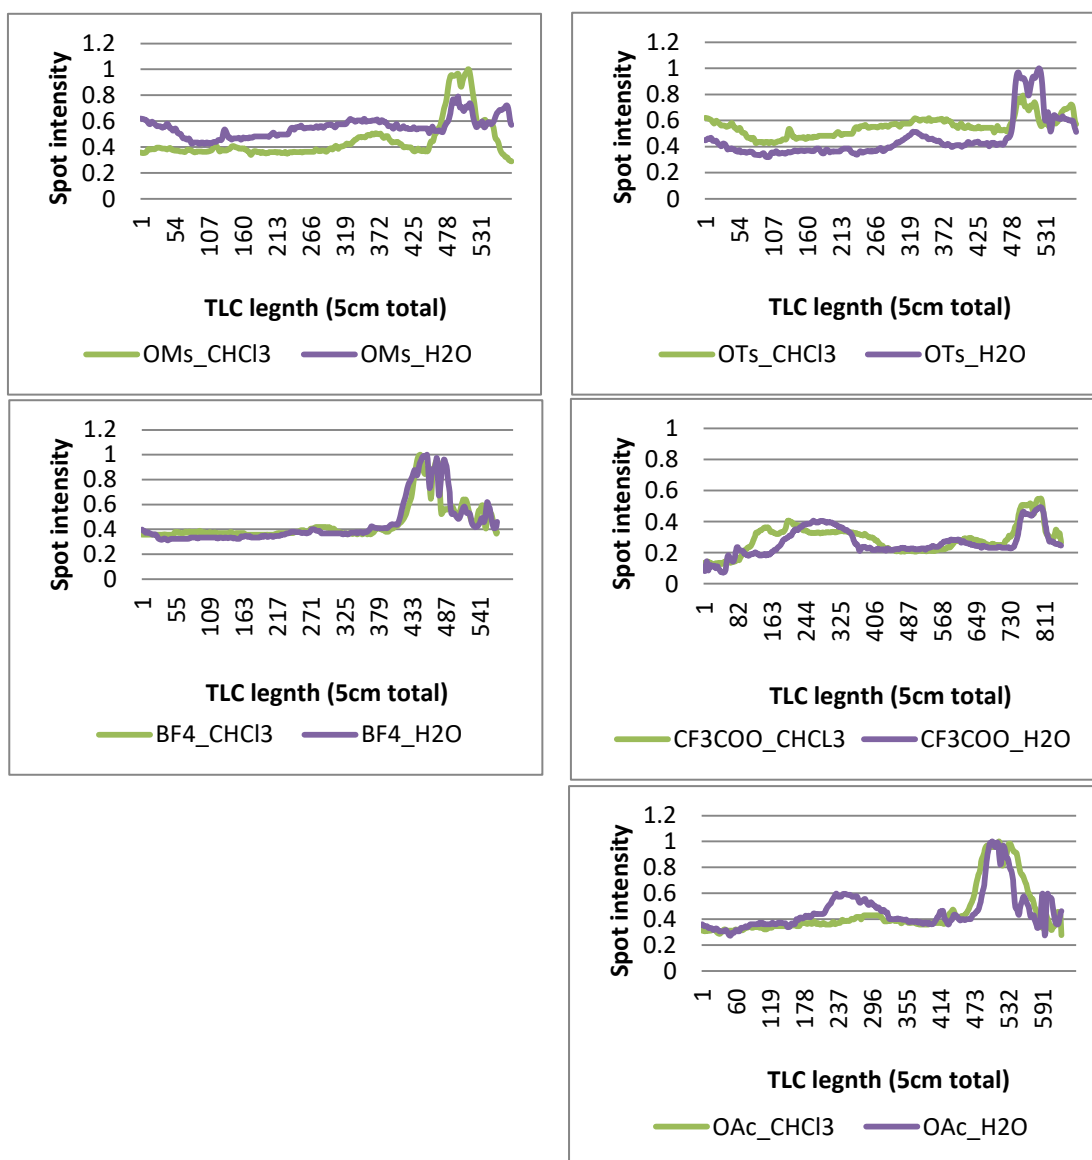 1.2
1
0.8
0.6
0.4
0.2
0
Spot intensity
1 54 107 160 213 266 319 372 425 478 531
TLC legnth (5cm total)
OMs_CHCl3 OMs_H2O
1.2
1
0.8
0.6
0.4
0.2
0
Spot intensity
1 54 107 160 213 266 319 372 425 478 531
TLC legnth (5cm total)
OTs_CHCl3 OTs_H2O
1.2
1
0.8
0.6
0.4
0.2
0
Spot intensity
1 55 109 163 217 271 325 379 433 487 541
TLC legnth (5cm total)
BF4_CHCl3 BF4_H2O
1
0.8
0.6
0.4
0.2
0
Spot intensity
1 82 163 244 325 406 487 568 649 730 811
TLC legnth (5cm total)
CF3COO_CHCL3 CF3COO_H2O
1.2
1
0.8
0.6
0.4
0.2
0
Spot intensity
1 60 119 178 237 296 355 414 473 532 591
TLC legnth (5cm total)
OAc_CHCl3 OAc_H2O